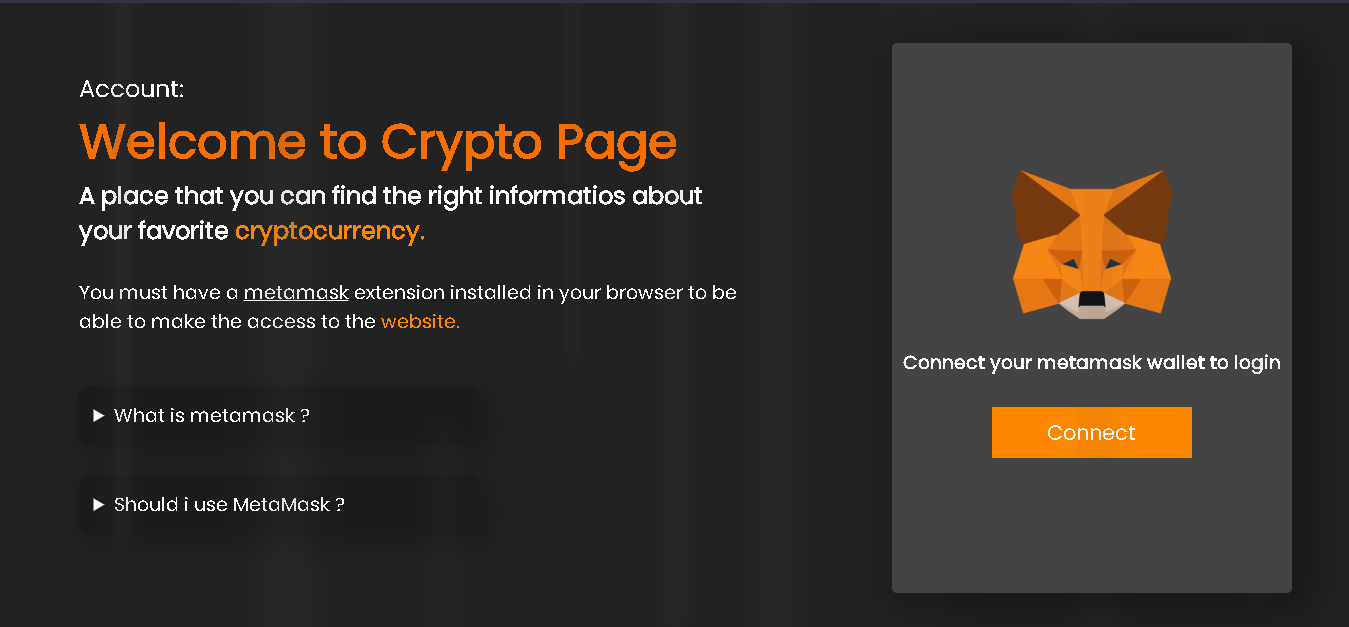 Account:
Welcome to Crypto Page
A place that you can find the right informatios about
your favorite cryptocurrency.
You must have a metamask extension installed in your browser to be
able to make the access to the website.
What is metamask ?
Should i use MetaMask ?
Connect your metamask wallet to login
Connect